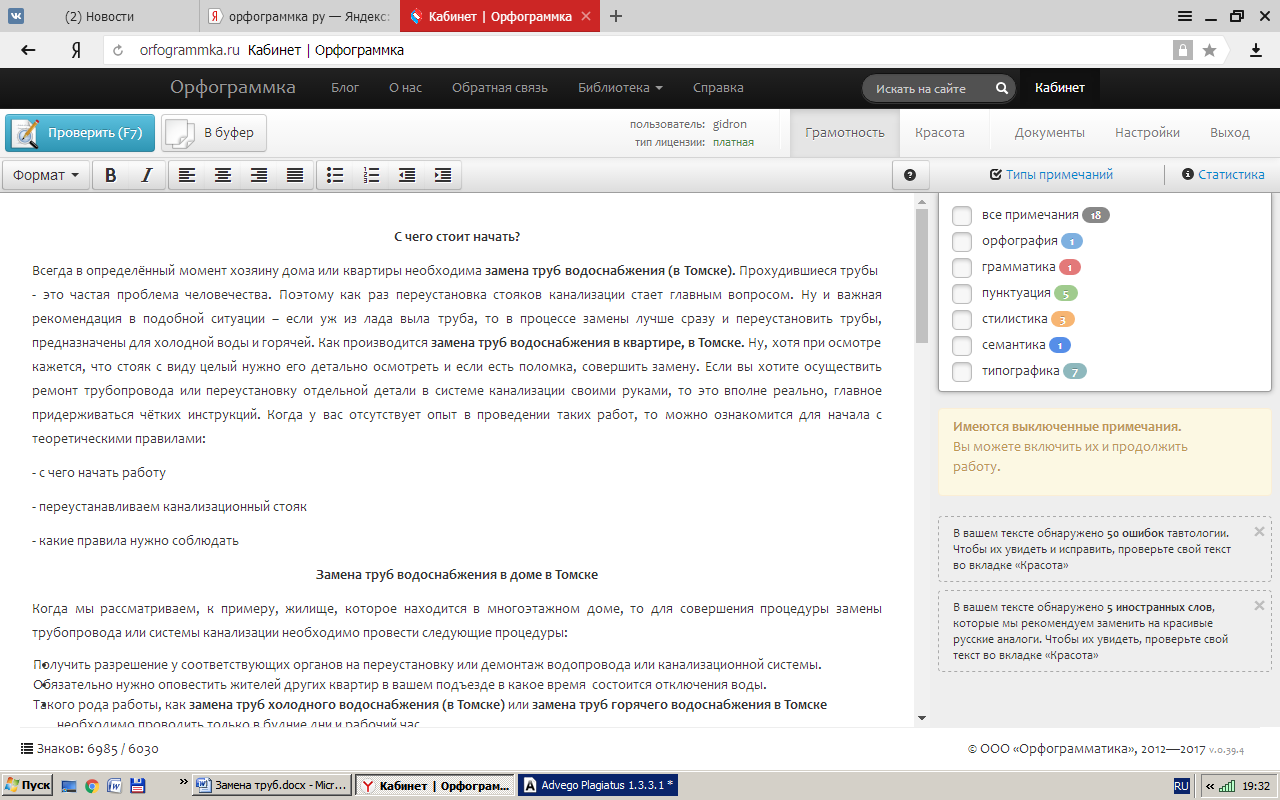 (2) Новости
орфограммка ру — Яндекс:
Кабинет | Орфограммка
orfogrammka.ru Кабинет | Орфограммка
Орфограммка Блог О нас Обратная связь Библиотека Справка Искать на сайте Кабинет
Проверить (F7) В буфер
пользователь: gidron
тип лицензии: платная
Грамотность Красота Документы Настройки Выход
Формат B I Типы примечаний Статистика
С чего стоит начать?
Всегда в определённый момент хозяину дома или квартиры необходима замена труб водоснабжения (в Томске). Прохудившиеся трубы
- это частая проблема человечества. Поэтому как раз переустановка стояков канализации стает главным вопросом. Ну и важная
рекомендация в подобной ситуации – если уж из лада выла труба, то в процессе замены лучше сразу и переустановить трубы,
предназначены для холодной воды и горячей. Как производится замена труб водоснабжения в квартире, в Томске. Ну, хотя при осмотре
кажется, что стояк с виду целый нужно его детально осмотреть и если есть поломка, совершить замену. Если вы хотите осуществить
ремонт трубопровода или переустановку отдельной детали в системе канализации своими руками, то это вполне реально, главное
придерживаться чётких инструкций. Когда у вас отсутствует опыт в проведении таких работ, то можно ознакомится для начала с
теоретическими правилами:
- с чего начать работу
- переустанавливаем канализационный стояк
- какие правила нужно соблюдать
Замена труб водоснабжения в доме в Томске
Когда мы рассматриваем, к примеру, жилище, которое находится в многоэтажном доме, то для совершения процедуры замены
трубопровода или системы канализации необходимо провести следующие процедуры:
Получить разрешение у соответствующих органов на переустановку или демонтаж водопровода или канализационной системы.
Обязательно нужно оповестить жителей других квартир в вашем подъезде в какое время состоится отключения воды.
Такого рода работы, как замена труб холодного водоснабжения (в Томске) или замена труб горячего водоснабжения в Томске
необходимо проводить только в будние дни и рабочий час
все примечания 18
орфография 1
грамматика 1
пунктуация 5
стилистика 3
семантика 1
типографика 7
Имеются выключенные примечания.
Вы можете включить их и продолжить
работу.
В вашем тексте обнаружено 50 ошибок тавтологии.
Чтобы их увидеть и исправить, проверьте свой текст
во вкладке «Красота»
В вашем тексте обнаружено 5 иностранных слов,
которые мы рекомендуем заменить на красивые
русские аналоги. Чтобы их увидеть, проверьте свой
текст во вкладке «Красота»
Знаков: 6985 / 6030
© ООО «Орфограмматика», 2012—2017 v.0.39.4
Пуск » Замена труб.docx - Micr... Кабинет | Орфограм... Advego Plagiatus 1.3.3.1 * RU « 19:32